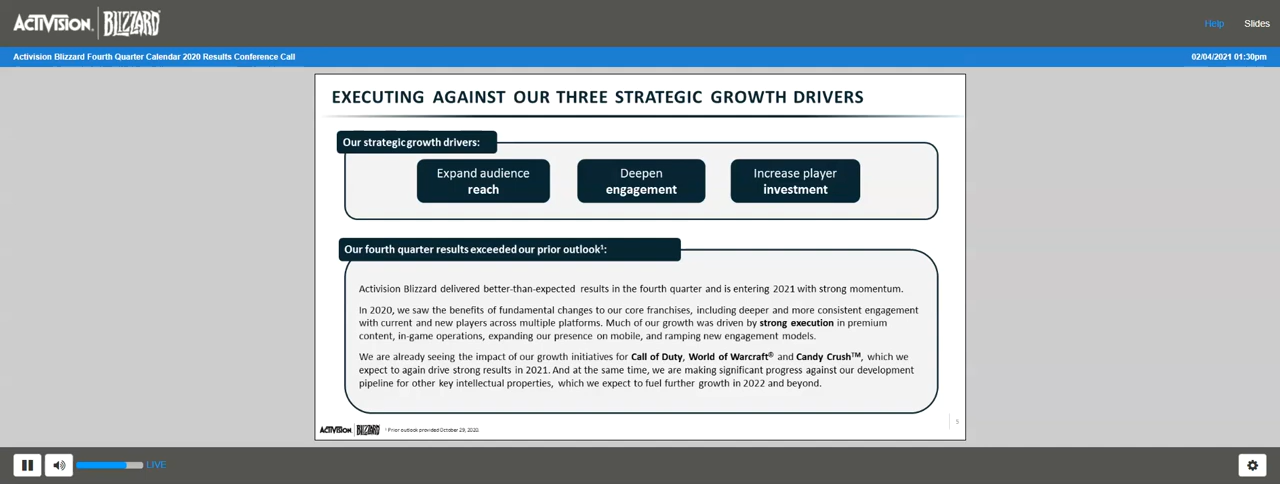 ACTIVISION. BLIZZARD
Help Slides
Activision Blizzard Fourth Quarter Calendar 2020 Results Conference Call 02/04/2021 01:30pm
EXECUTING AGAINST OUR THREE STRATEGIC GROWTH DRIVERS
Our strategic growth drivers:
Expand audience
reach
Deepen
engagement
Increase player
investment
Our fourth quarter results exceeded our prior outlook¹:
Activision Blizzard delivered better-than-expected results in the fourth quarter and is entering 2021 with strong momentum.
In 2020, we saw the benefits of fundamental changes to our core franchises, including deeper and more consistent engagement
with current and new players across multiple platforms. Much of our growth was driven by strong execution in premium
content, in-game operations, expanding our presence on mobile, and ramping new engagement models.
We are already seeing the impact of our growth initiatives for Call of Duty, World of Warcraft® and Candy Crush™, which we
expect to again drive strong results in 2021. And at the same time, we are making significant progress against our development
pipeline for other key intellectual properties, which we expect to fuel further growth in 2022 and beyond.
ACTIVISION. BLIZZARD ¹ Prior outlook provided October 29, 2020. 5
LIVE